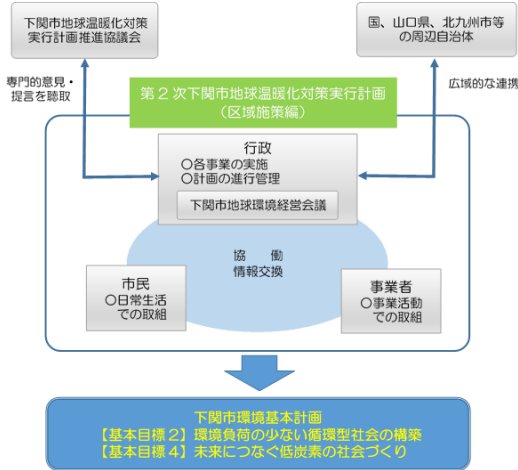 下関市地球温暖化対策
実行計画推進協議会
国、山口県、北九州市等
の周辺自治体
専門的意見・
提言を聴取
広域的な連携
第2次下関市地球温暖化対策実行計画
（区域施策編）
行政
○各事業の実施
○計画の進行管理
下関市地球環境経営会議
協　働
情報交換
市民
○日常生活
での取組
事業者
○事業活動
での取組
下関市環境基本計画
【基本目標2】環境負荷の少ない循環型社会の構築
【基本目標4】未来につなぐ低炭素の社会づくり